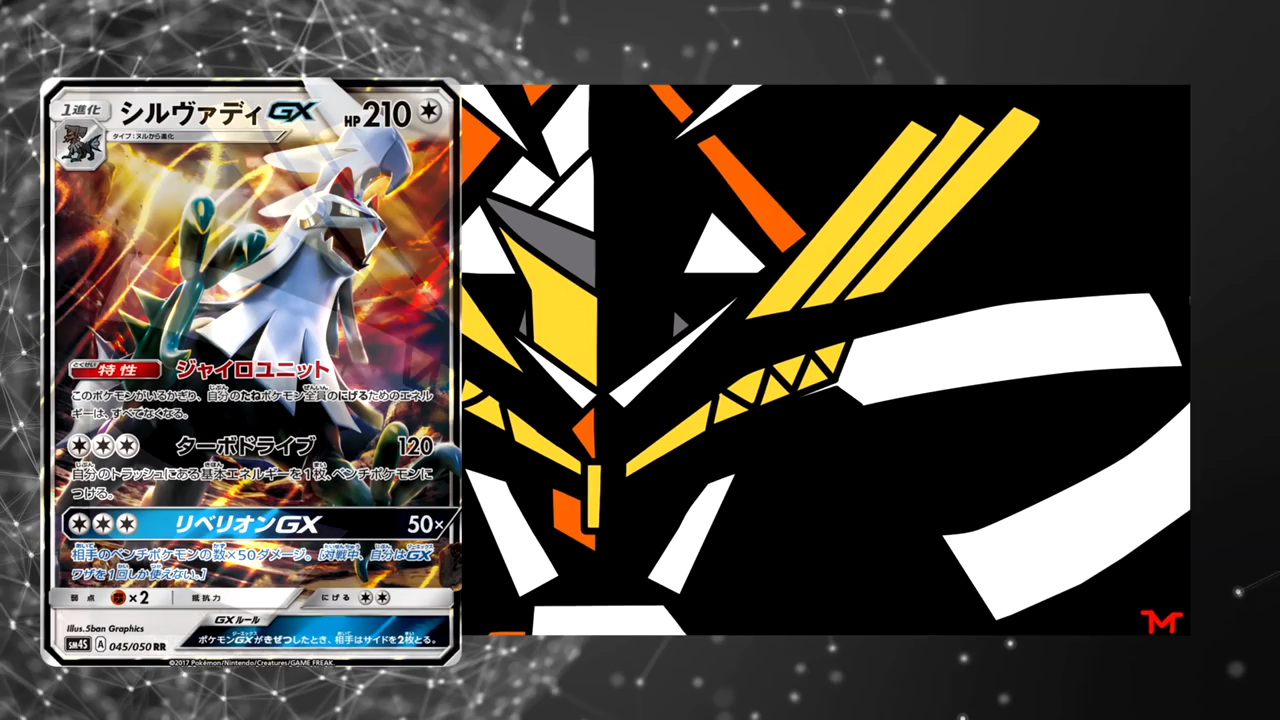 1進化 シルヴァディGX HP210
タイプ:ヌルから進化
とくせい
特性 ジャイロユニット
このポケモンがいるかぎり、自分のたねポケモン全員のにげるためのエネル
ギーは、すべてなくなる。
ターボドライブ 120
自分のトラッシュにある基本エネルギーを1枚、ベンチポケモンに
つける。
リベリオンGX 50×
相手のベンチポケモンの数×50ダメージ。[対戦中、自分はGX
ワザを1回しか使えない。]
弱点 ×2 抵抗力 にげる
Illus.5ban Graphics GXルール
ポケモンGXがきぜつしたとき、相手はサイドを2枚とる。
SM4S A 045/050 RR
©2017 Pokémon/Nintendo/Creatures/GAME FREAK.
TM